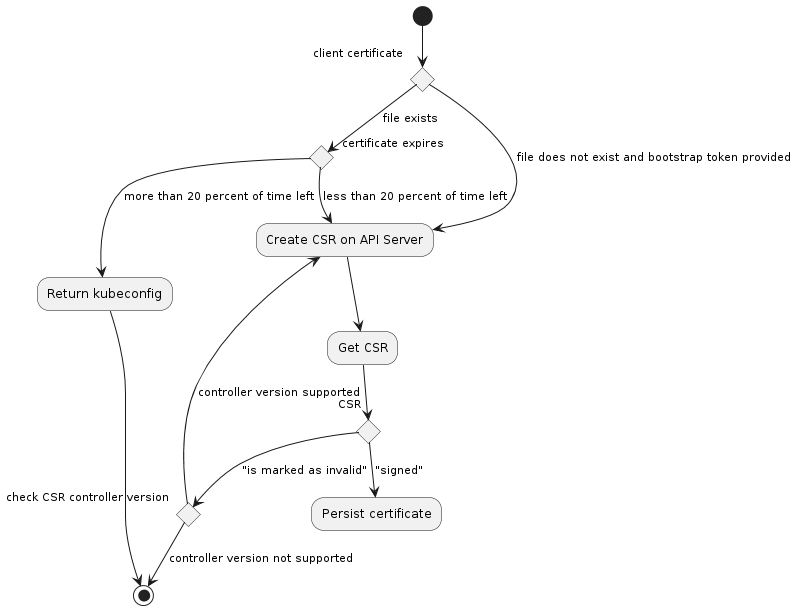 client certificate
file exists
certificate expires
file does not exist and bootstrap token provided
more than 20 percent of time left
less than 20 percent of time left
Create CSR on API Server
Return kubeconfig
Get CSR
controller version supported
CSR
"is marked as invalid"
"signed"
check CSR controller version
Persist certificate
controller version not supported